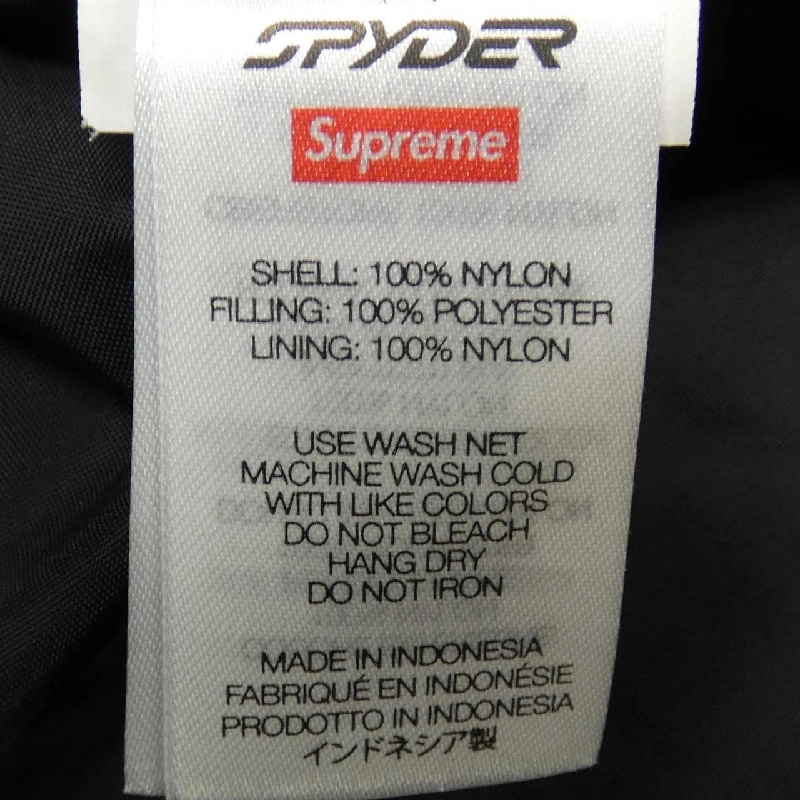 SPYDER
Supreme
SHELL: 100% NYLON
FILLING: 100% POLYESTER
LINING: 100% NYLON
USE WASH NET
MACHINE WASH COLD
WITH LIKE COLORS
DO NOT BLEACH
HANG DRY
DO NOT IRON
MADE IN INDONESIA
FABRIQUÉ EN INDONÉSIE
PRODOTTO IN INDONESIA
インドネシア製